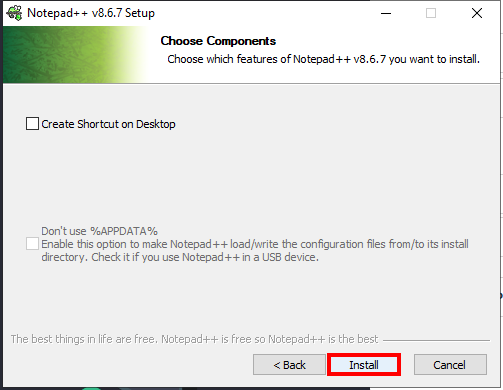 Notepad++ v8.6.7 Setup
Choose Components
Choose which features of Notepad++ v8.6.7 you want to install.
Create Shortcut on Desktop
Don't use %APPDATA%
Enable this option to make Notepad++ load/write the configuration files from/to its install
directory. Check it if you use Notepad++ in a USB device.
The best things in life are free. Notepad++ is free so Notepad++ is the best
< Back
Install
Cancel